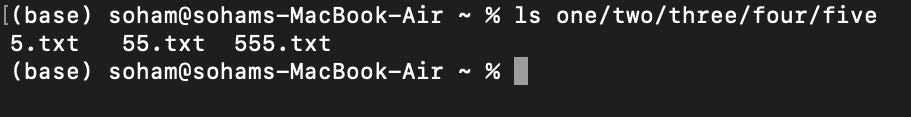 [(base) soham@sohams-MacBook-Air ~ % ls one/two/three/four/five
5.txt   55.txt  555.txt
(base) soham@sohams-MacBook-Air ~ %